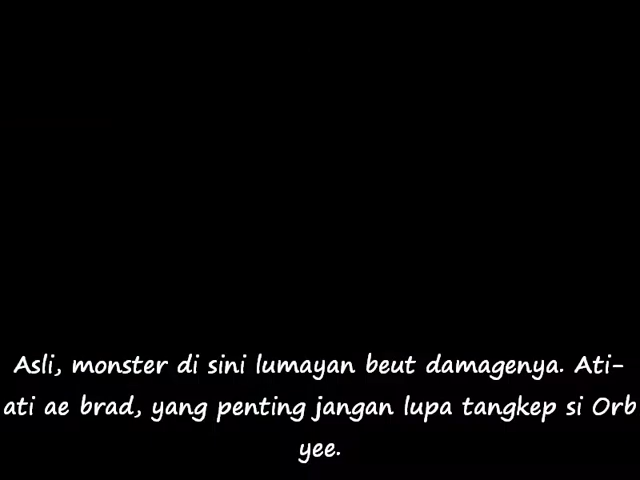 Asli, monster di sini lumayan beut damagenya. Ati-
ati ae brad, yang penting jangan lupa tangkep si Orb
yee.